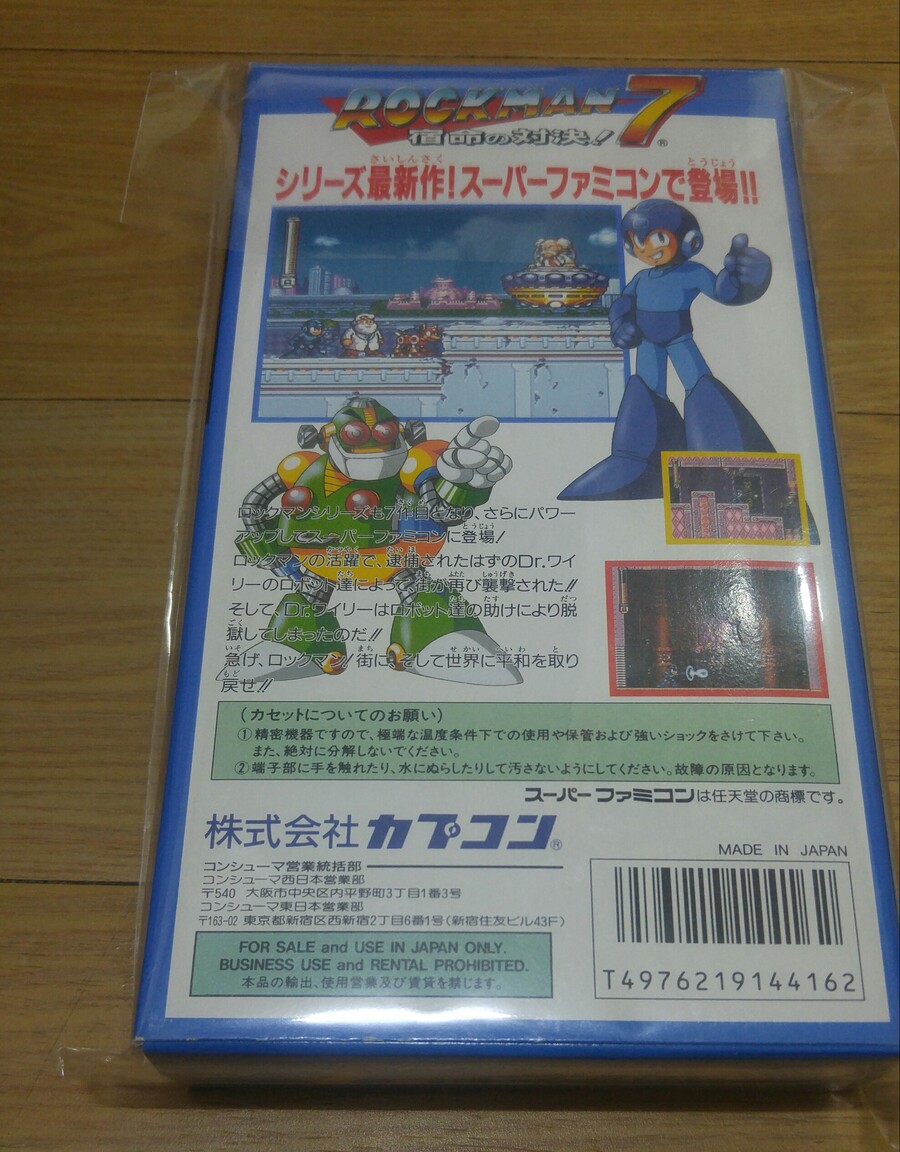 ROCKMAN 7
宿命の対決! ®
シリーズ最新作!スーパーファミコンで登場!!
ロックマンシリーズも7作目となり、さらにパワー
アップしてスーパーファミコンに登場!
ロックマンの活躍で、逮捕されたはずのDr.ワイ
リーのロボット達によって、街が再び襲撃された!!
そして、Dr.ワイリーはロボット達の助けにより脱
獄してしまったのだ!!
急げ、ロックマン!街に、そして世界に平和を取り
戻せ!!
(カセットについてのお願い)
①精密機器ですので、極端な温度条件下での使用や保管および強いショックをさけて下さい。
また、絶対に分解しないでください。
②端子部に手を触れたり、水にぬらしたりして汚さないようにしてください。故障の原因となります。
スーパーファミコンは任天堂の商標です。
株式会社カプコン®
MADE IN JAPAN
コンシューマ営業統括部
コンシューマ西日本営業部
〒540 大阪市中央区内平野町3丁目1番3号
コンシューマ東日本営業部
〒163-02 東京都新宿区西新宿2丁目6番1号(新宿住友ビル43F)
FOR SALE and USE IN JAPAN ONLY.
BUSINESS USE and RENTAL PROHIBITED.
本品の輸出、使用営業及び賃貸を禁じます。
T4976219144162